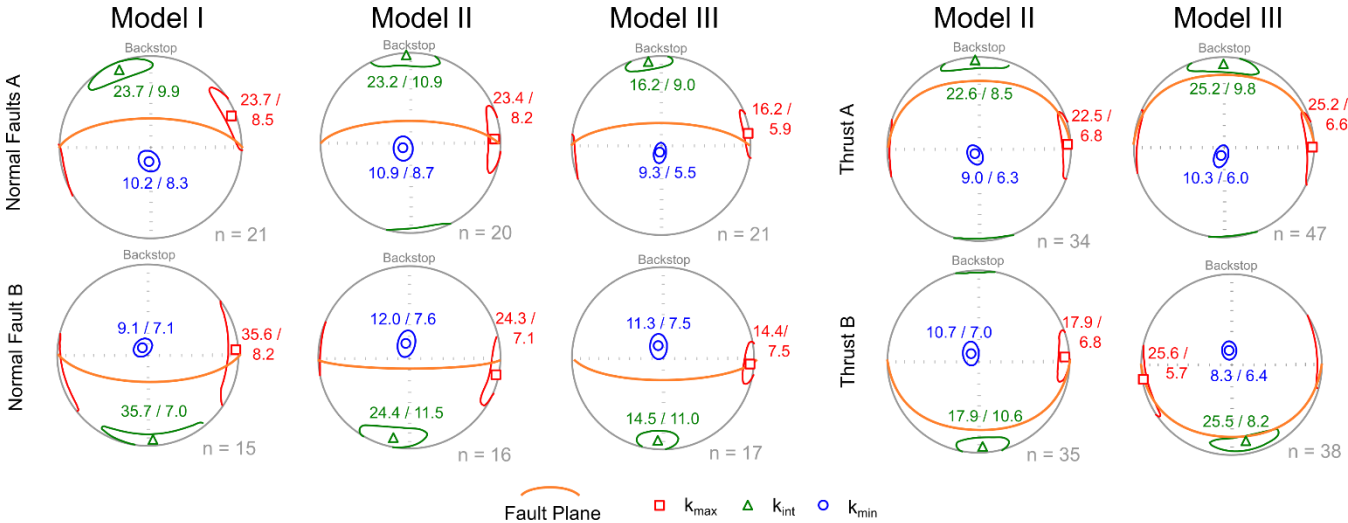 Model I
Model II
Model III
Model II
Model III
Normal Faults A
Backstop
23.7 / 9.9
23.7 /
8.5
10.2 / 8.3
n = 21
Backstop
23.2 / 10.9
23.4 /
8.2
10.9 / 8.7
n = 20
Backstop
16.2 / 9.0
16.2 /
5.9
9.3 / 5.5
n = 21
Thrust A
Backstop
22.6 / 8.5
22.5 /
6.8
9.0 / 6.3
n = 34
Backstop
25.2 / 9.8
25.2 /
6.6
10.3 / 6.0
n = 47
Normal Fault B
Backstop
9.1 / 7.1
35.6 /
8.2
35.7 / 7.0
n = 15
Backstop
12.0 / 7.6
24.3 /
7.1
24.4 / 11.5
n = 16
Backstop
11.3 / 7.5
14.4 /
7.5
14.5 / 11.0
n = 17
Thrust B
Backstop
10.7 / 7.0
17.9 /
6.8
17.9 / 10.6
n = 35
Backstop
25.6 /
5.7
8.3 / 6.4
25.5 / 8.2
n = 38
Fault Plane
kmax
kint
kmin